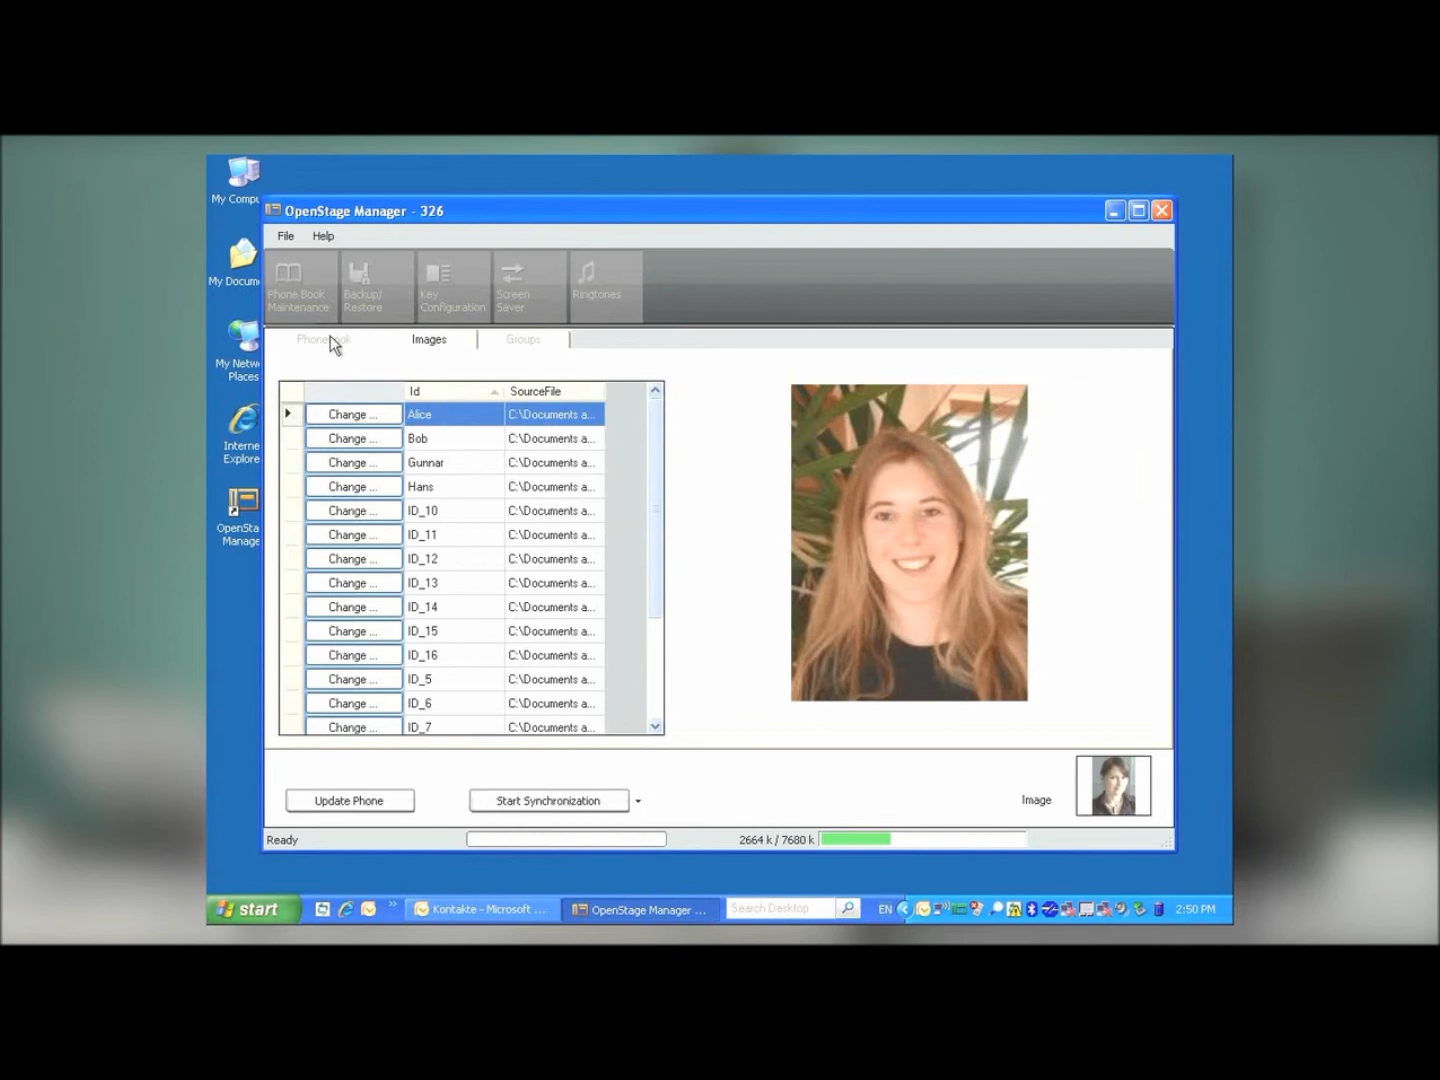 My Compu
OpenStage Manager - 326
File Help
My Docum
Phone Book Maintenance
Backup/ Restore
Key Configuration
Screen Saver
Ringtones
Images Groups
My Netw
Places
Id SourceFile
Change ... Alice C:\Documents a...
Change ... Bob C:\Documents a...
Interne
Explore
Change ... Gunnar C:\Documents a...
Change ... Hans C:\Documents a...
Change ... ID_10 C:\Documents a...
OpenSta
Manage
Change ... ID_11 C:\Documents a...
Change ... ID_12 C:\Documents a...
Change ... ID_13 C:\Documents a...
Change ... ID_14 C:\Documents a...
Change ... ID_15 C:\Documents a...
Change ... ID_16 C:\Documents a...
Change ... ID_5 C:\Documents a...
Change ... ID_6 C:\Documents a...
Change ... ID_7 C:\Documents a...
Update Phone Start Synchronization Image
Ready 2664 k / 7680 k
start Kontakte - Microsoft ... OpenStage Manager ... Search Desktop EN 2:50 PM